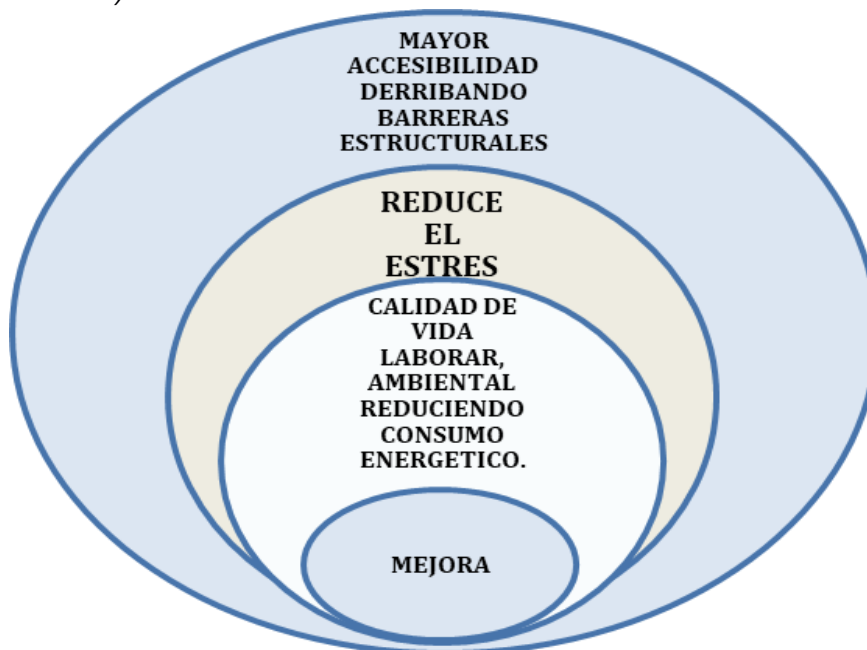 MAYOR
ACCESIBILIDAD
DERRIBANDO
BARRERAS
ESTRUCTURALES
REDUCE
EL
ESTRES
CALIDAD DE
VIDA
LABORAR,
AMBIENTAL
REDUCIENDO
CONSUMO
ENERGETICO.
MEJORA